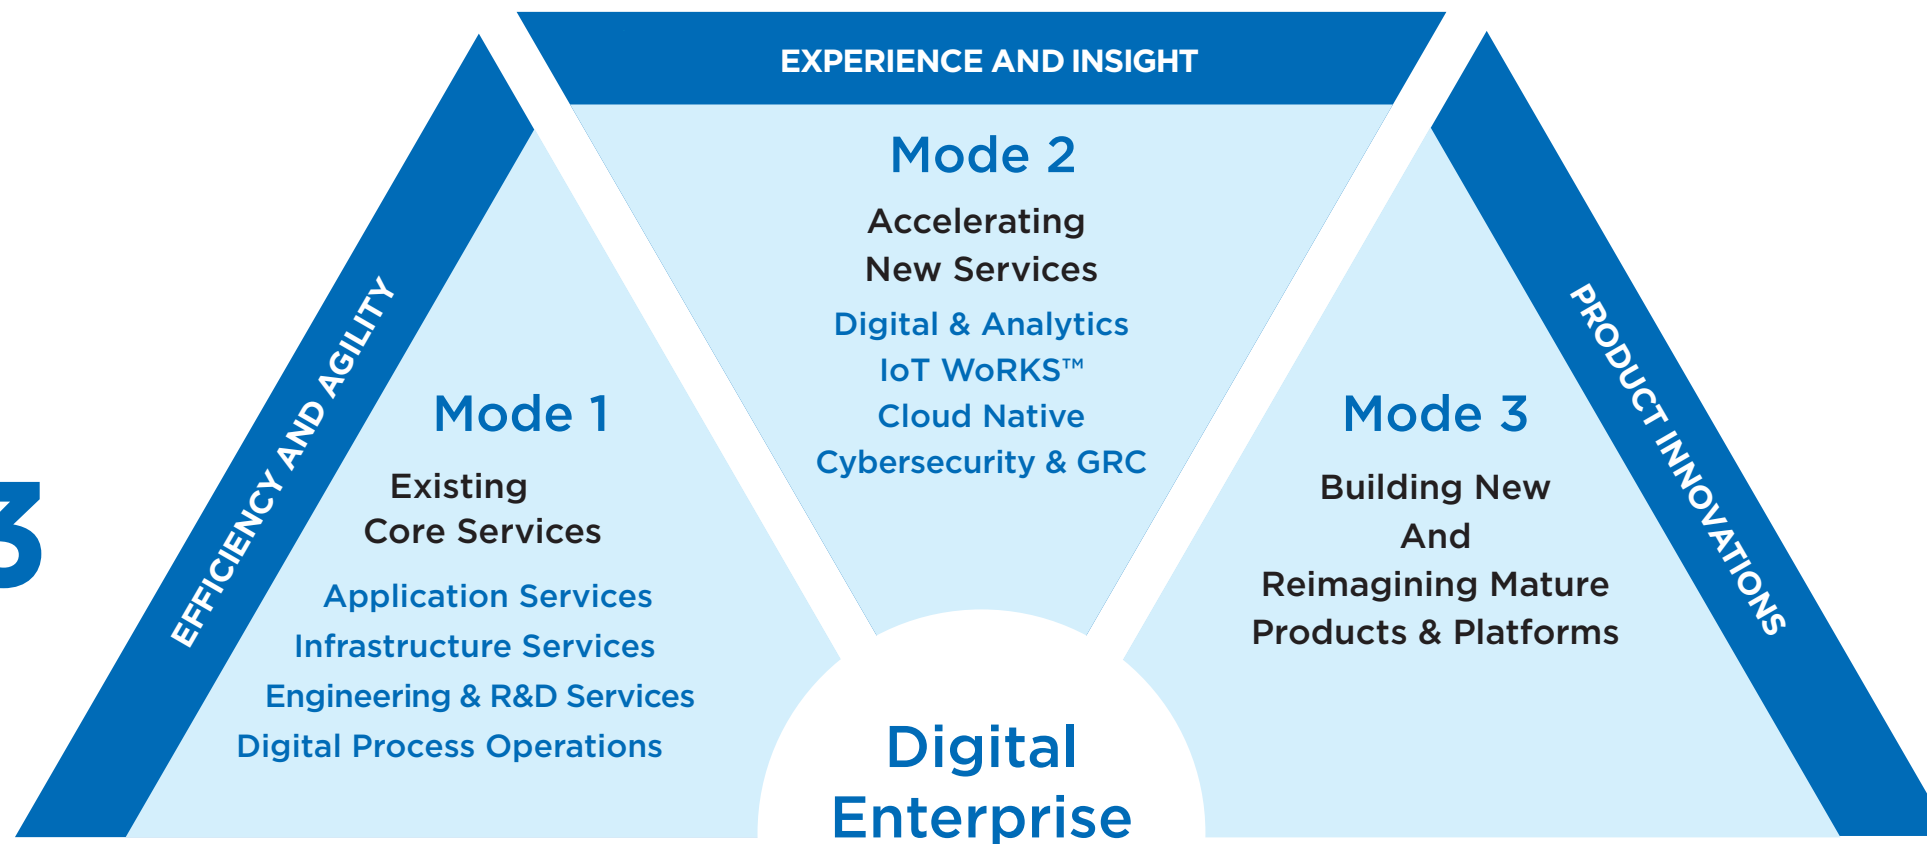 EXPERIENCE AND INSIGHT
Mode 2
Accelerating
New Services
Digital & Analytics
IoT WoRKS™
Cloud Native
Cybersecurity & GRC
EFFICIENCY AND AGILITY
Mode 1
Existing
Core Services
Application Services
Infrastructure Services
Engineering & R&D Services
Digital Process Operations
PRODUCT INNOVATIONS
Mode 3
Building New
And
Reimagining Mature
Products & Platforms
Digital
Enterprise
3